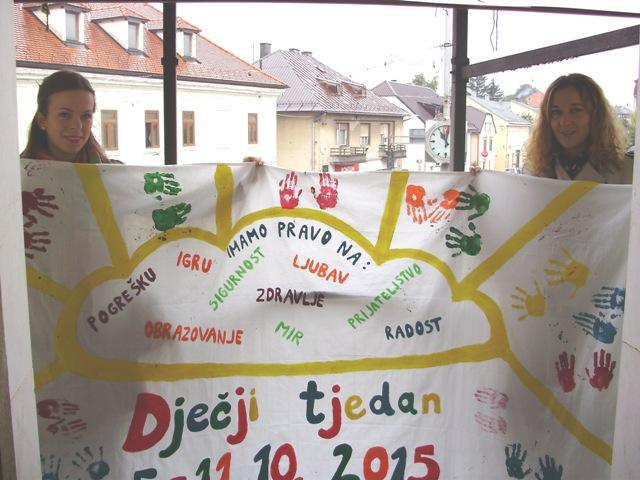 IMAMO PRAVO NA:
POGREŠKU
IGRU
SIGURNOST
LJUBAV
ZDRAVLJE
PRIJATELJSTVO
OBRAZOVANJE
MIR
RADOST
Dječji tjedan
5.-11.10.2015